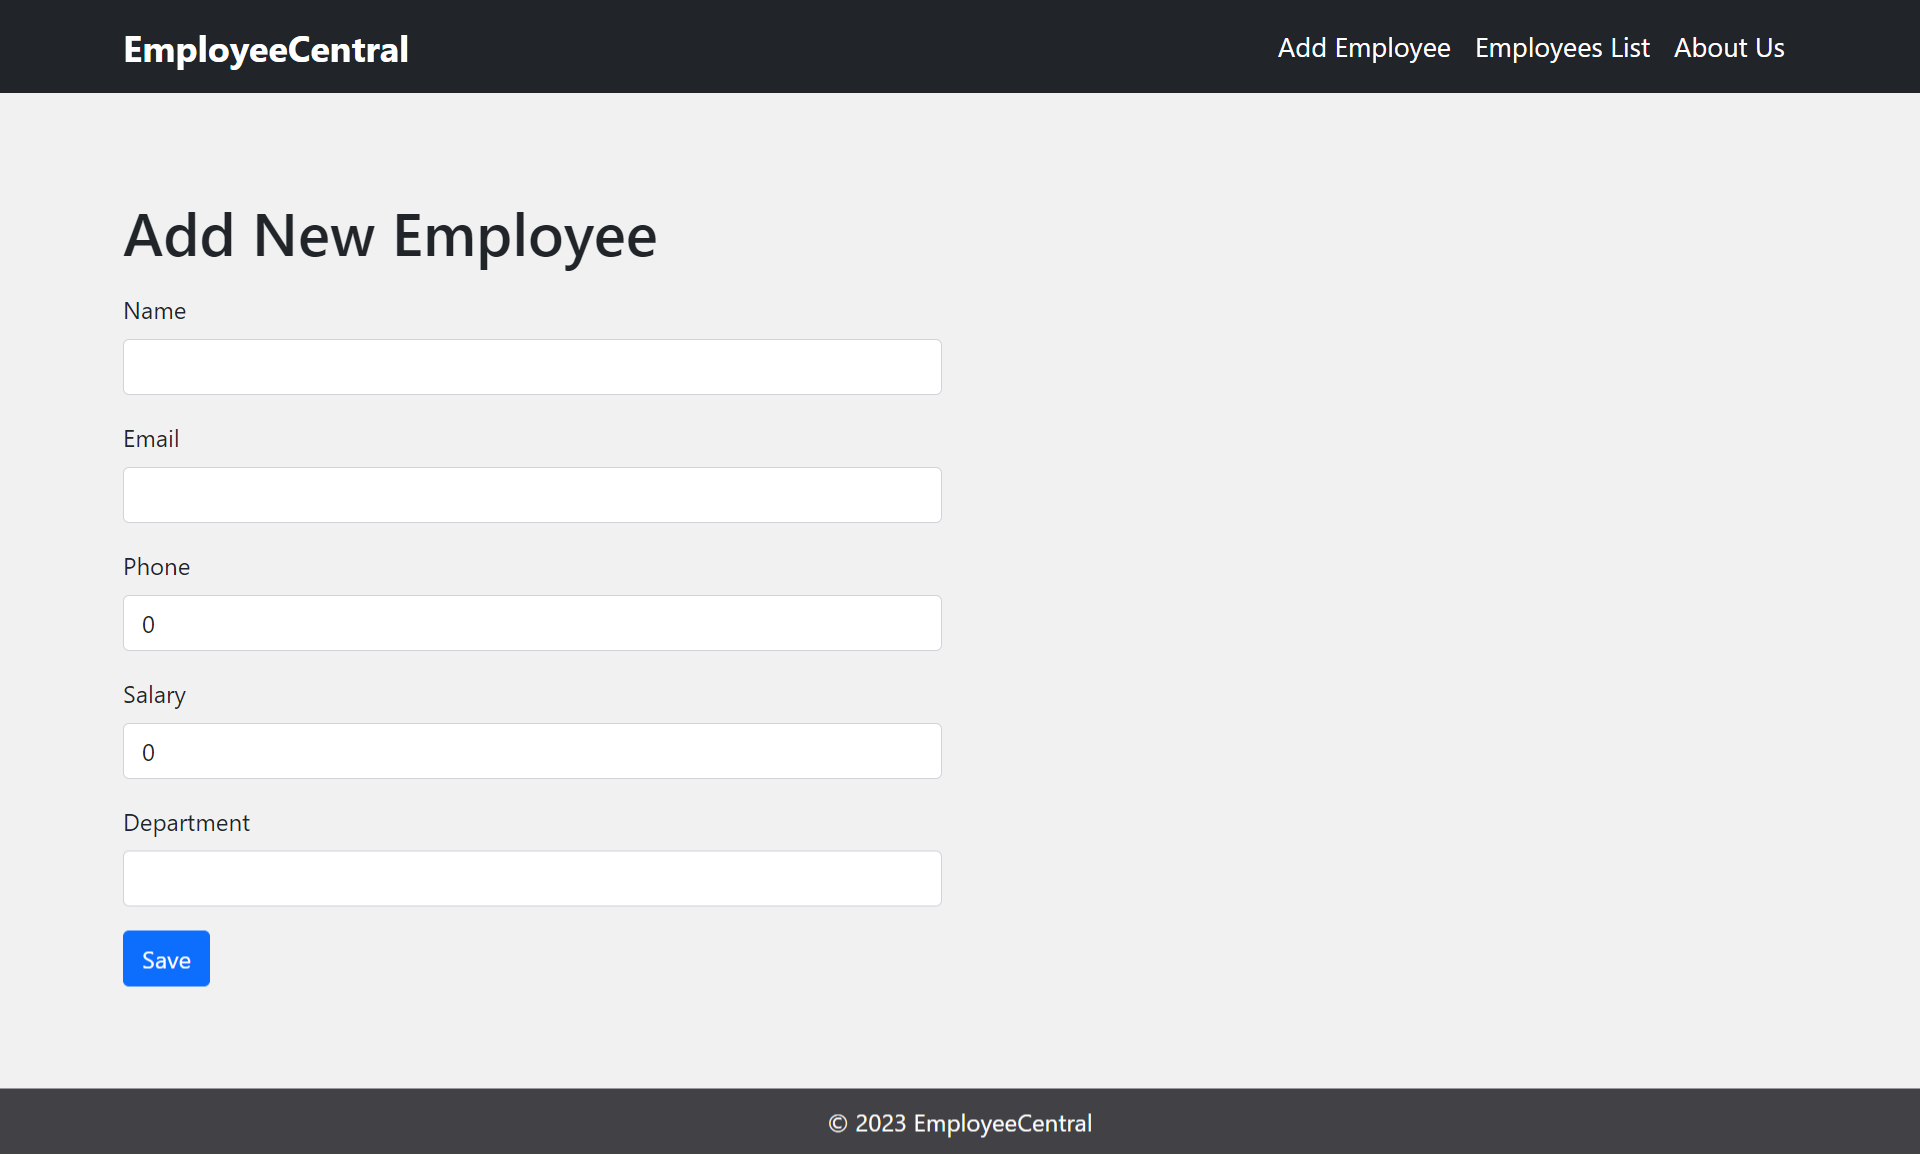 EmployeeCentral
Add Employee Employees List About Us
Add New Employee
Name
Email
Phone
0
Salary
0
Department
Save
© 2023 EmployeeCentral